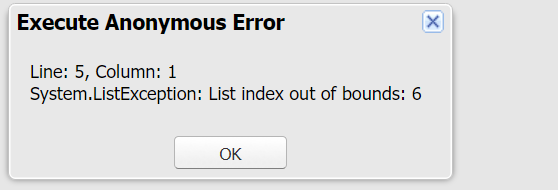 Execute Anonymous Error
Line: 5, Column: 1
System.ListException: List index out of bounds: 6
OK